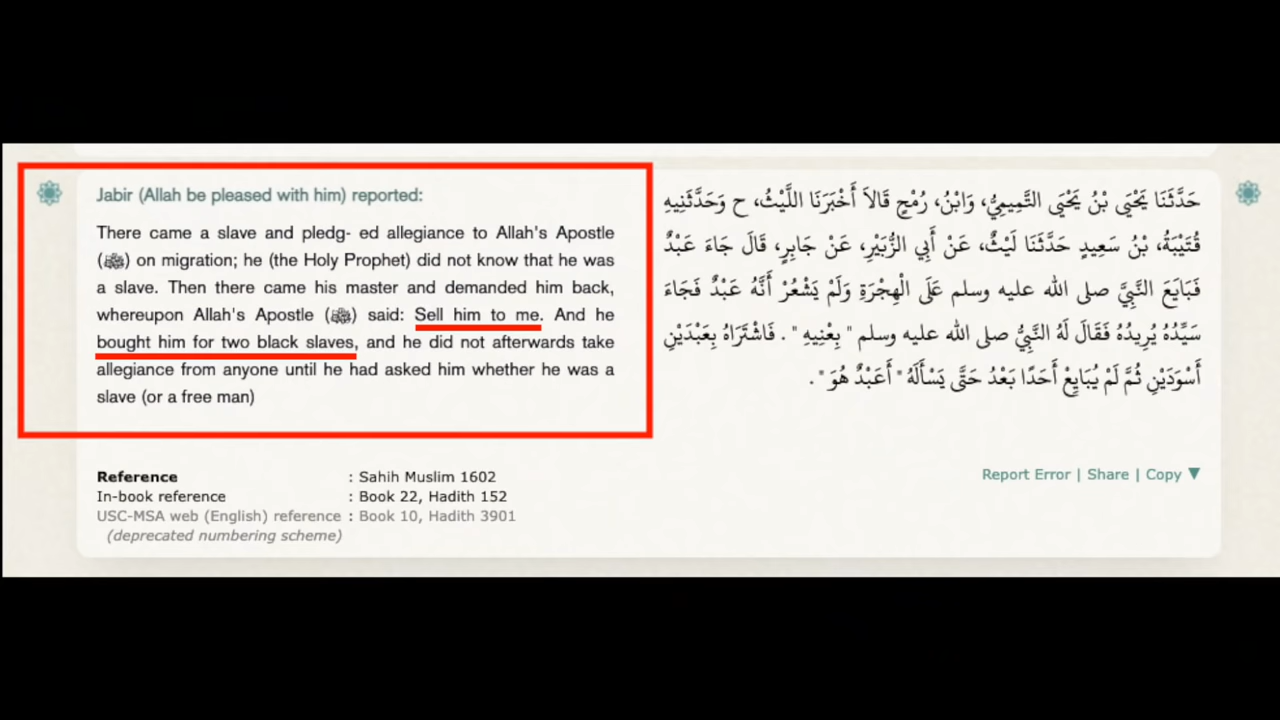 Jabir (Allah be pleased with him) reported:
There came a slave and pledg- ed allegiance to Allah's Apostle
(ﷺ) on migration; he (the Holy Prophet) did not know that he was
a slave. Then there came his master and demanded him back,
whereupon Allah's Apostle (ﷺ) said: Sell him to me. And he
bought him for two black slaves, and he did not afterwards take
allegiance from anyone until he had asked him whether he was a
slave (or a free man)
حَدَّثَنَا يَحْيَى بْنُ يَحْيَى التَّمِيمِيُّ، وَابْنُ، رُمْحٍ قَالاَ أَخْبَرَنَا اللَّيْثُ، ح وَحَدَّثَنِيهِ
قُتَيْبَةُ، بْنُ سَعِيدٍ حَدَّثَنَا لَيْثٌ، عَنْ أَبِي الزُّبَيْرِ، عَنْ جَابِرٍ، قَالَ جَاءَ عَبْدٌ
فَبَايَعَ النَّبِيَّ صلى الله عليه وسلم عَلَى الْهِجْرَةِ وَلَمْ يَشْعُرْ أَنَّهُ عَبْدٌ فَجَاءَ
سَيِّدُهُ يُرِيدُهُ فَقَالَ لَهُ النَّبِيُّ صلى الله عليه وسلم " بِعْنِيهِ " . فَاشْتَرَاهُ بِعَبْدَيْنِ
أَسْوَدَيْنِ ثُمَّ لَمْ يُبَايِعْ أَحَدًا بَعْدُ حَتَّى يَسْأَلَهُ " أَعَبْدٌ هُوَ " .
Reference : Sahih Muslim 1602
In-book reference : Book 22, Hadith 152
USC-MSA web (English) reference : Book 10, Hadith 3901
(deprecated numbering scheme)
Report Error | Share | Copy ▼